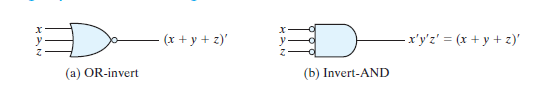 x
y
z
(x + y + z)'
(a) OR-invert
x
y
z
x'y'z' = (x + y + z)'
(b) Invert-AND